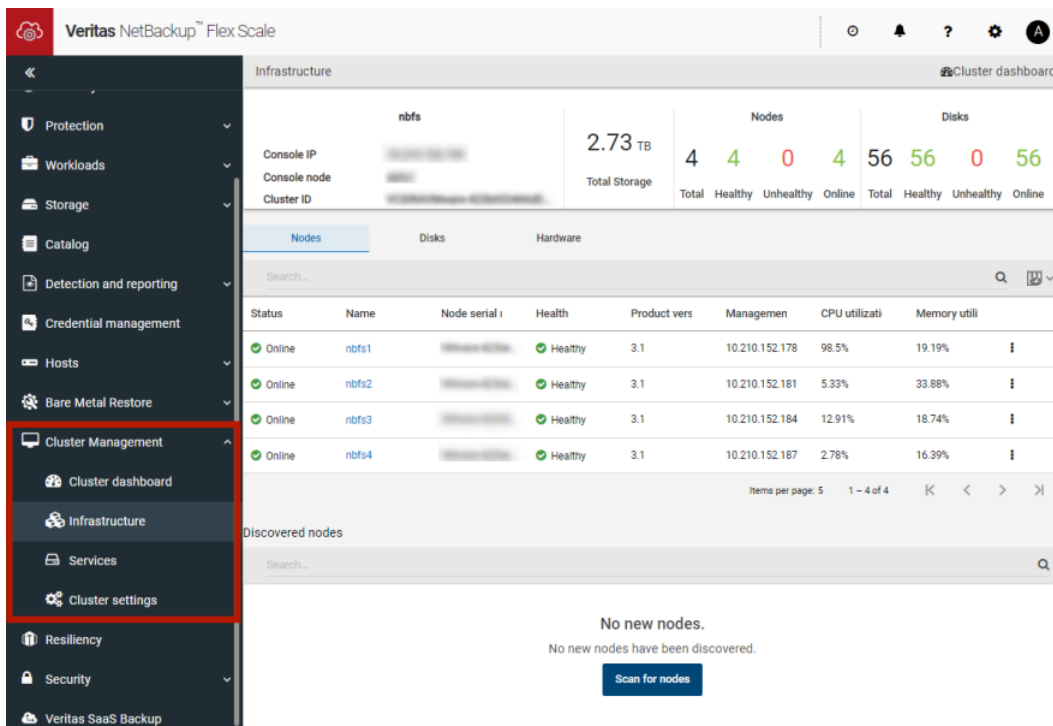 Veritas NetBackup™ Flex Scale
A
Infrastructure
Cluster dashboard
Protection
Workloads
Storage
Catalog
Detection and reporting
Credential management
Hosts
Bare Metal Restore
Cluster Management
Cluster dashboard
Infrastructure
Services
Cluster settings
Resiliency
Security
Veritas SaaS Backup
nbfs
Console IP
Console node
Cluster ID
2.73 TB
Total Storage
Nodes
4 4 0 4
Total Healthy Unhealthy Online
Disks
56 56 0 56
Total Healthy Unhealthy Online
Nodes Disks Hardware
Search...
Status Name Node serial Health Product vers Managemen CPU utilizati Memory utili
Online nbfs1 Healthy 3.1 10.210.152.178 98.5% 19.19%
Online nbfs2 Healthy 3.1 10.210.152.181 5.33% 33.88%
Online nbfs3 Healthy 3.1 10.210.152.184 12.91% 18.74%
Online nbfs4 Healthy 3.1 10.210.152.187 2.78% 16.39%
Items per page: 5 1 – 4 of 4
Discovered nodes
Search...
No new nodes.
No new nodes have been discovered.
Scan for nodes